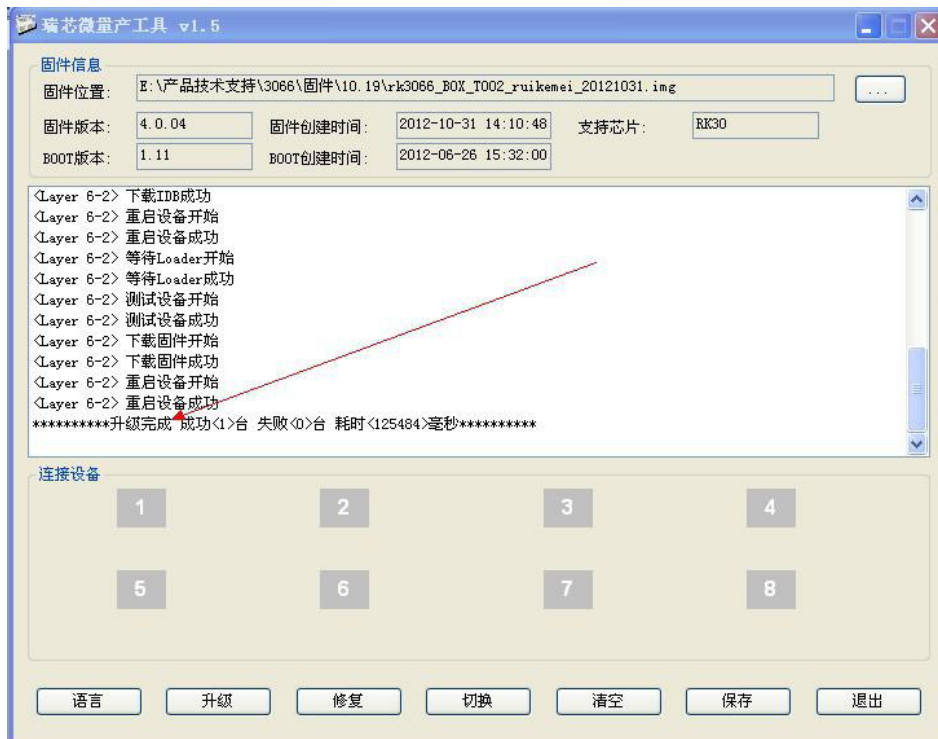 瑞芯微量产工具 v1.5
固件信息
固件位置: E:\产品技术支持\3066\固件\10.19\rk3066_BOX_T002_ruikemei_20121031.img ...
固件版本: 4.0.04 固件创建时间: 2012-10-31 14:10:48 支持芯片: RK30
BOOT版本: 1.11 BOOT创建时间: 2012-06-26 15:32:00
<Layer 6-2> 下载IDB成功
<Layer 6-2> 重启设备开始
<Layer 6-2> 重启设备成功
<Layer 6-2> 等待Loader开始
<Layer 6-2> 等待Loader成功
<Layer 6-2> 测试设备开始
<Layer 6-2> 测试设备成功
<Layer 6-2> 下载固件开始
<Layer 6-2> 下载固件成功
<Layer 6-2> 重启设备开始
<Layer 6-2> 重启设备成功
**********升级完成 成功<1>台 失败<0>台 耗时<125484>毫秒**********
连接设备
1 2 3 4
5 6 7 8
语言 升级 修复 切换 清空 保存 退出